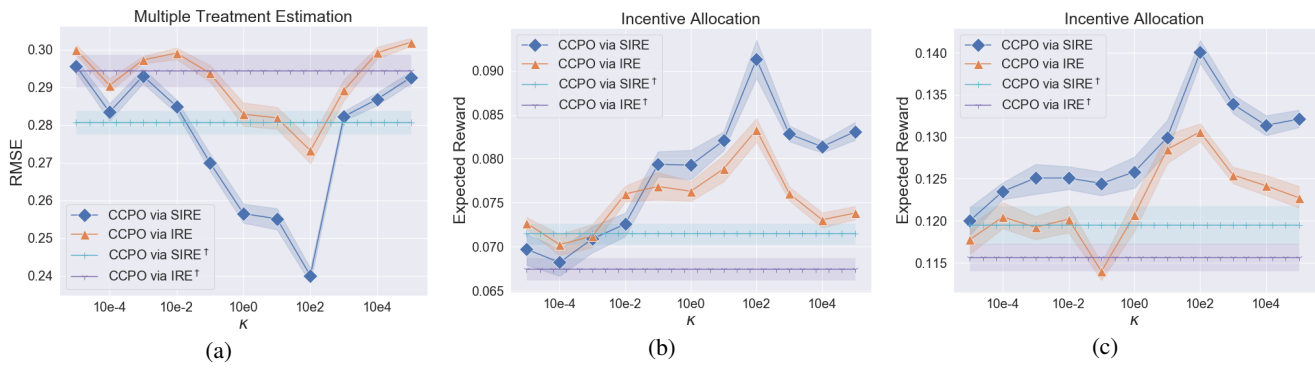 Multiple Treatment Estimation
0.30
0.29
0.28
0.27
0.26
0.25
0.24
RMSE
CCPO via SIRE
CCPO via IRE
CCPO via SIRE†
CCPO via IRE†
10e-4
10e-2
10e0
10e2
10e4
κ
(a)
Incentive Allocation
0.090
0.085
0.080
0.075
0.070
0.065
Expected Reward
CCPO via SIRE
CCPO via IRE
CCPO via SIRE†
CCPO via IRE†
10e-4
10e-2
10e0
10e2
10e4
κ
(b)
Incentive Allocation
0.140
0.135
0.130
0.125
0.120
0.115
Expected Reward
CCPO via SIRE
CCPO via IRE
CCPO via SIRE†
CCPO via IRE†
10e-4
10e-2
10e0
10e2
10e4
κ
(c)